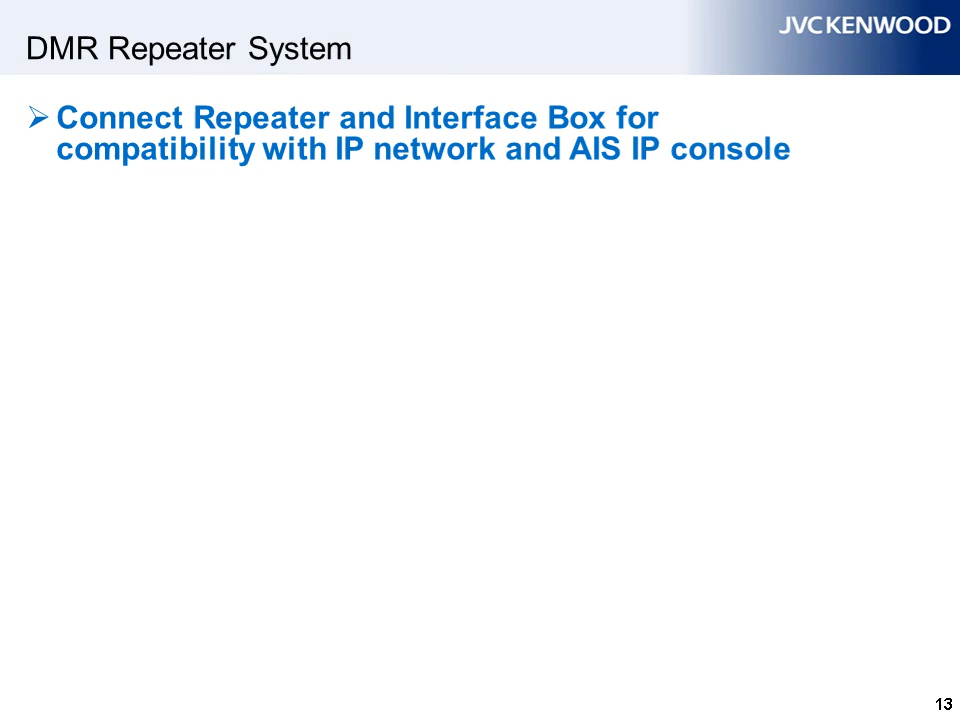 DMR Repeater System
JVCKENWOOD
Connect Repeater and Interface Box for
compatibility with IP network and AIS IP console
13